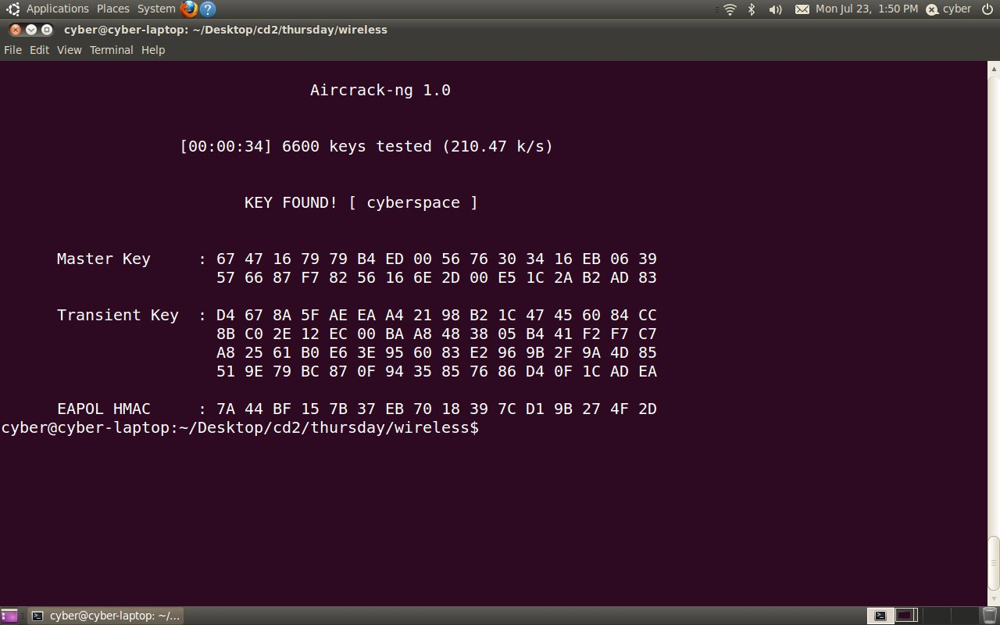 Applications Places System Mon Jul 23, 1:50 PM cyber
cyber@cyber-laptop: ~/Desktop/cd2/thursday/wireless
File Edit View Terminal Help
Aircrack-ng 1.0
[00:00:34] 6600 keys tested (210.47 k/s)
KEY FOUND! [ cyberspace ]
Master Key : 67 47 16 79 79 B4 ED 00 56 76 30 34 16 EB 06 39
57 66 87 F7 82 56 16 6E 2D 00 E5 1C 2A B2 AD 83
Transient Key : D4 67 8A 5F AE EA A4 21 98 B2 1C 47 45 60 84 CC
8B C0 2E 12 EC 00 BA A8 48 38 05 B4 41 F2 F7 C7
A8 25 61 B0 E6 3E 95 60 83 E2 96 9B 2F 9A 4D 85
51 9E 79 BC 87 0F 94 35 85 76 86 D4 0F 1C AD EA
EAPOL HMAC : 7A 44 BF 15 7B 37 EB 70 18 39 7C D1 9B 27 4F 2D
cyber@cyber-laptop:~/Desktop/cd2/thursday/wireless$
cyber@cyber-laptop: ~/...